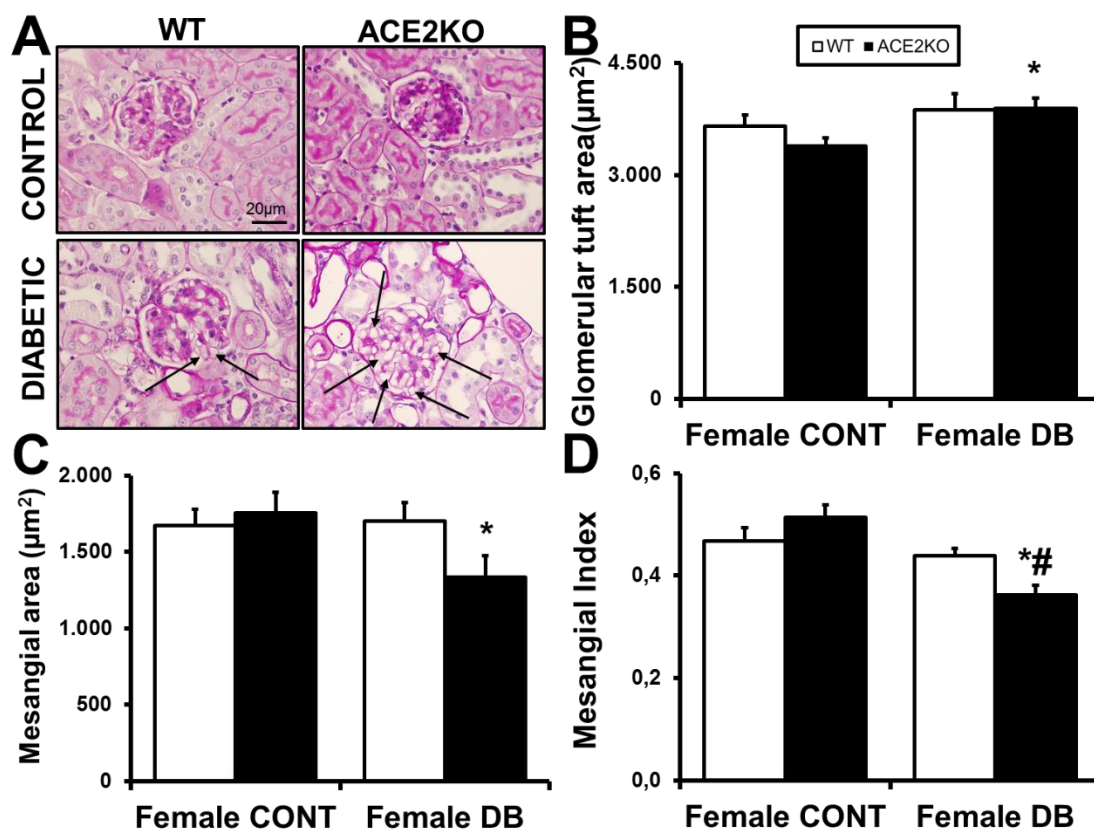 A
WT
ACE2KO
CONTROL
20µm
DIABETIC
B
WT ACE2KO
Glomerular tuft area(µm²)
4.500
3.000
1.500
0
*
Female CONT Female DB
C
Mesangial area (µm²)
2.000
1.500
1.000
500
0
*
Female CONT Female DB
D
Mesangial Index
0,6
0,4
0,2
0,0
*#
Female CONT Female DB